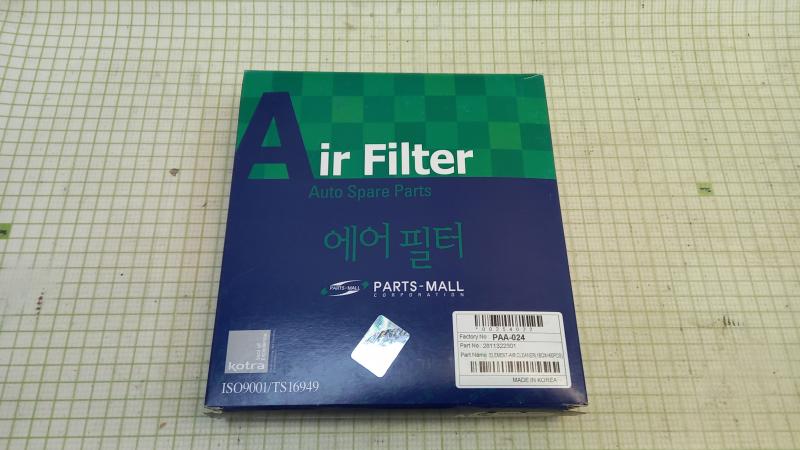 Air Filter
Auto Spare Parts
에어 필터
PARTS-MALL PARTS-MALL
CORPORATION
Factory No PAA-024
Part No. 2811322501
Part Name
MADE IN KOREA
kotra
ISO9001/TS16949